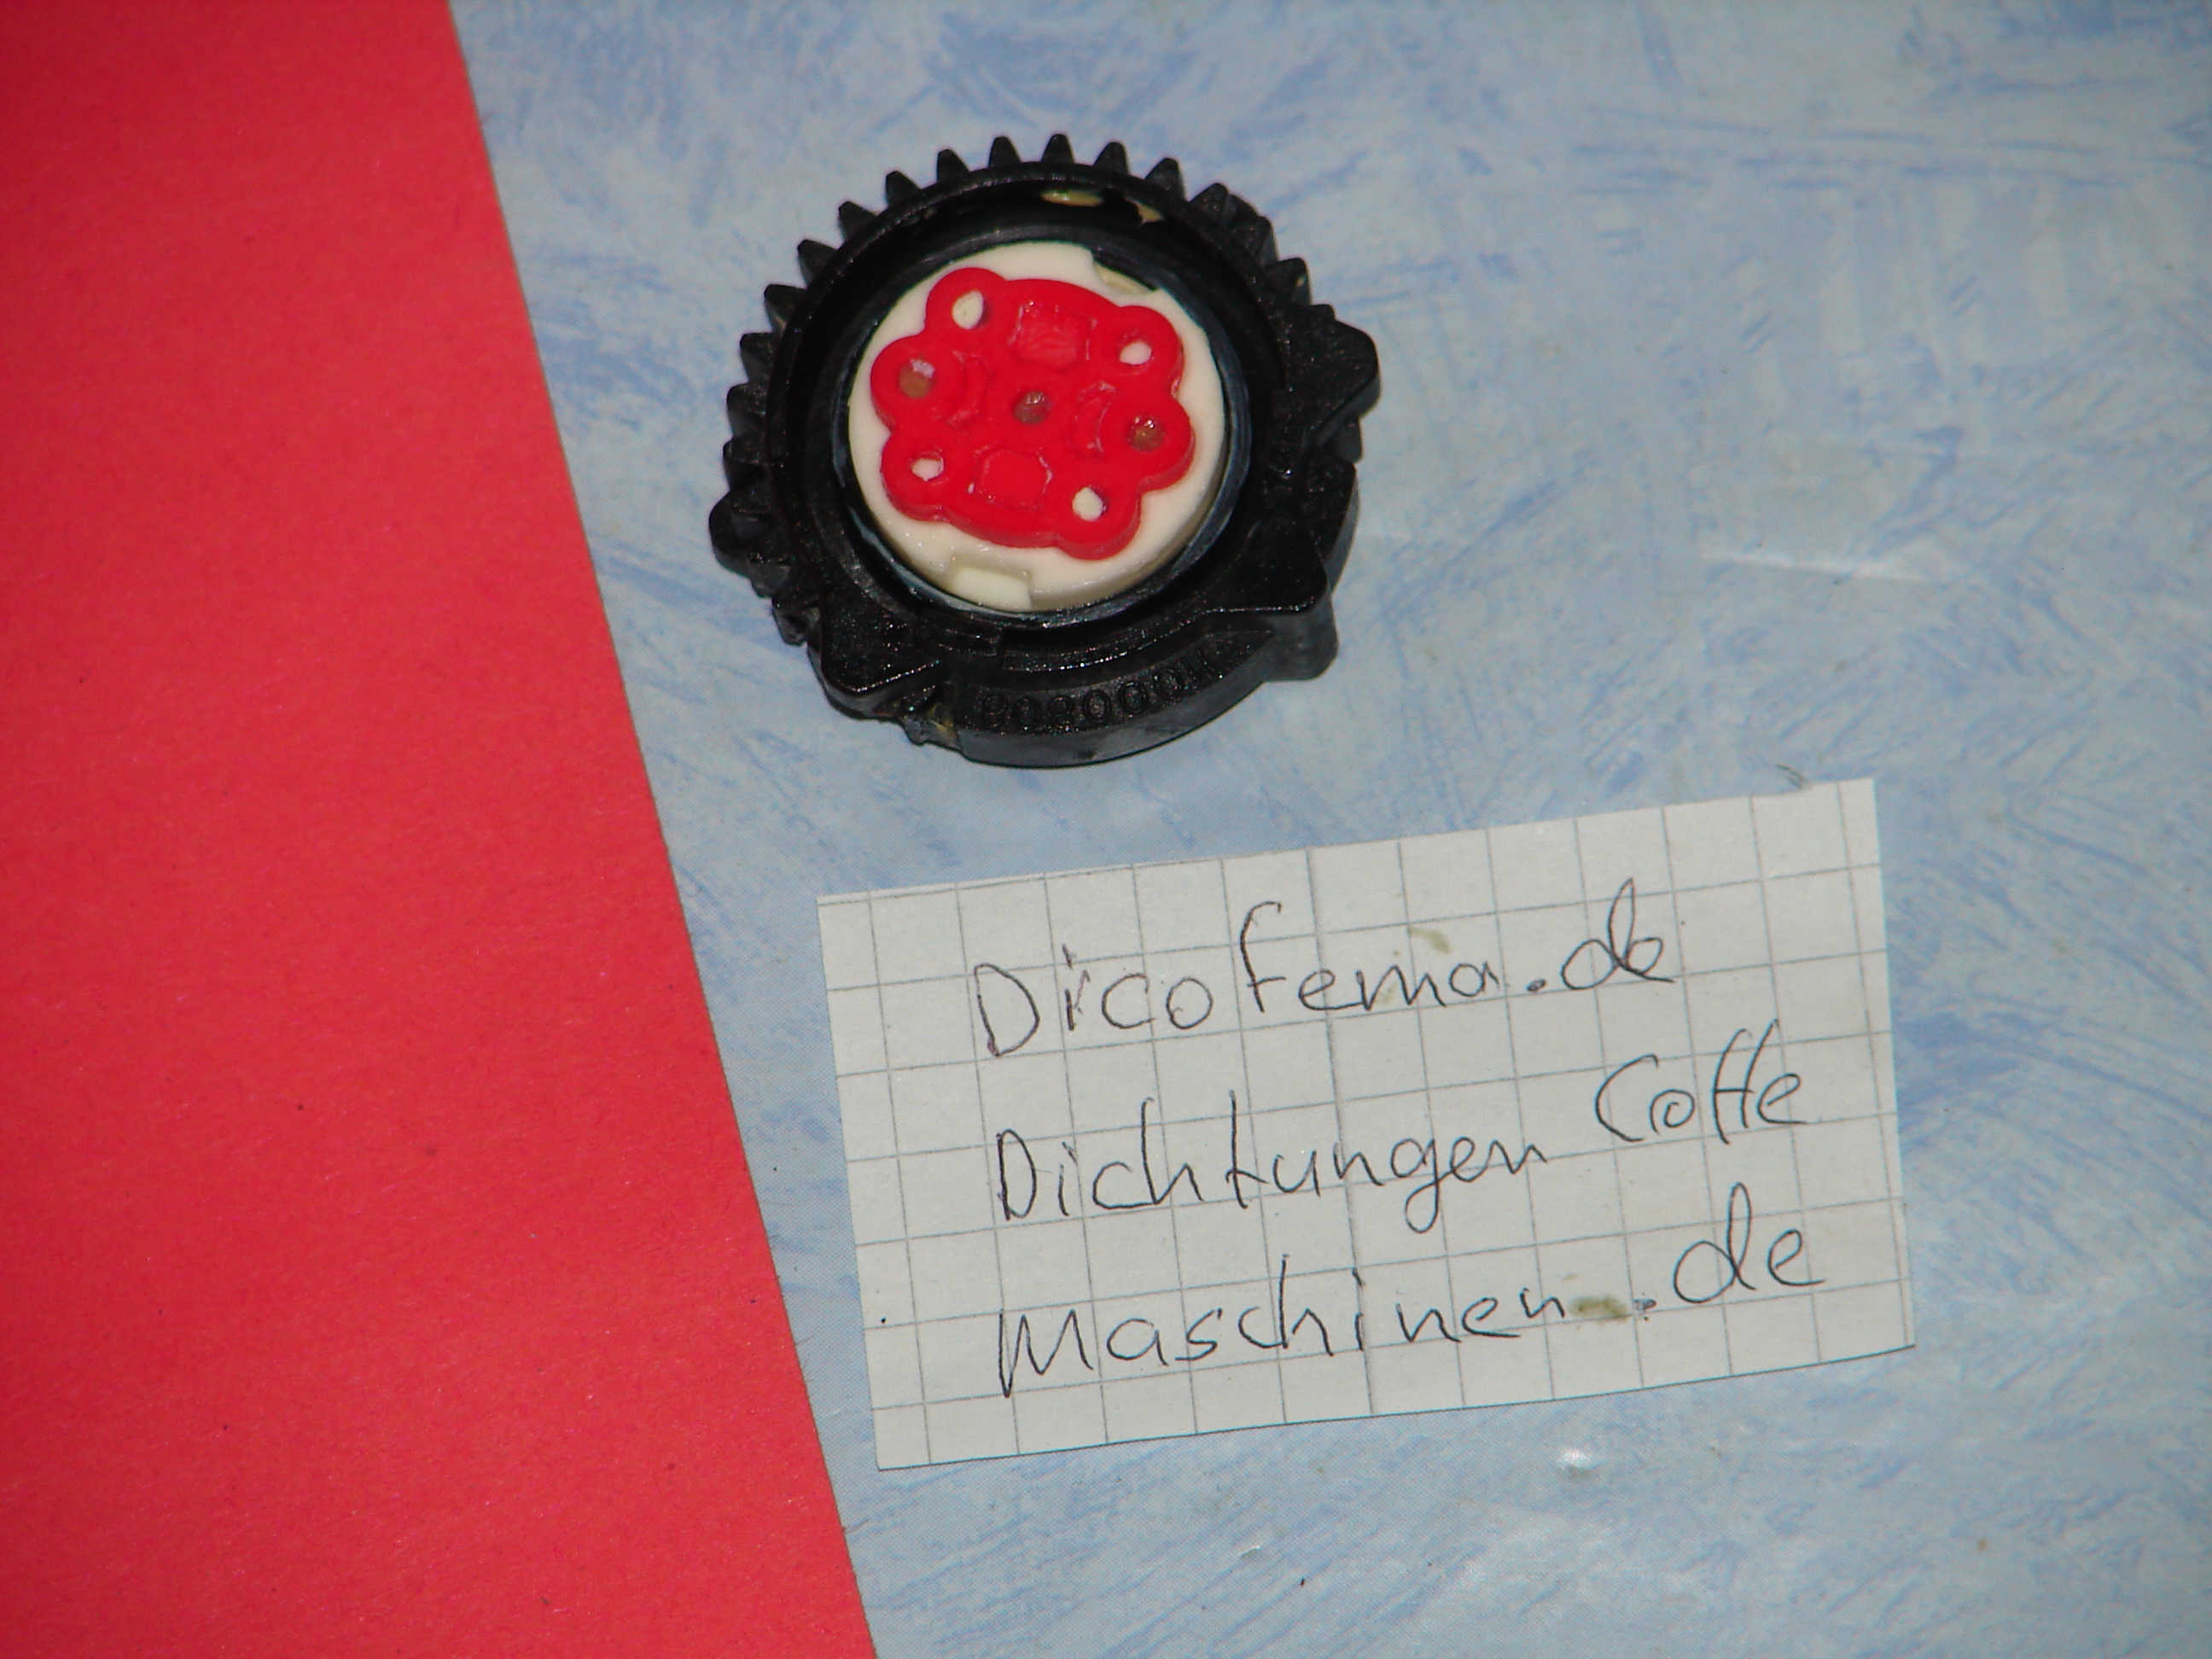 Dicofema.de
Dichtungen Coffe
maschinen.de